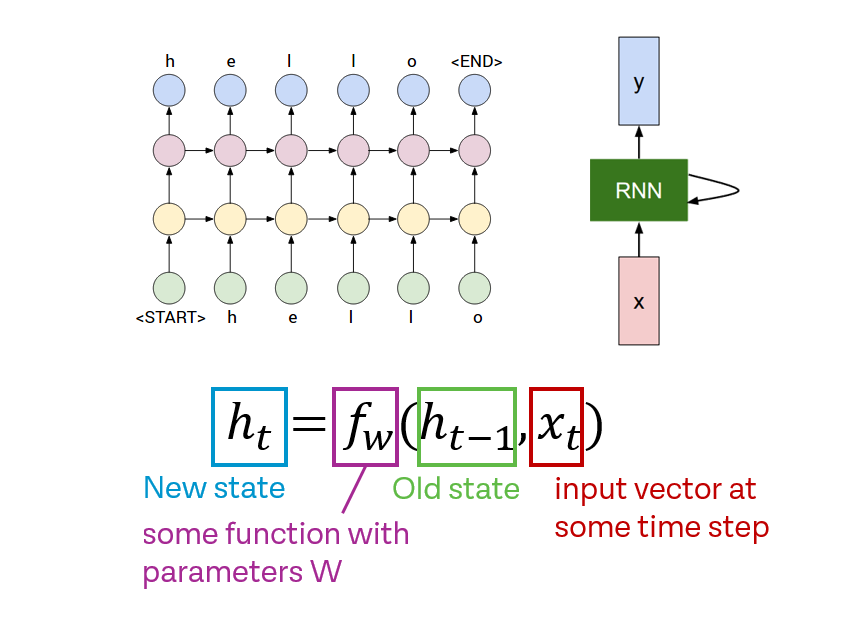 h e l l o <END>
<START> h e l l o
y
RNN
x
h_t = f_w(h_{t-1}, x_t)
New state
Old state
input vector at
some time step
some function with
parameters W